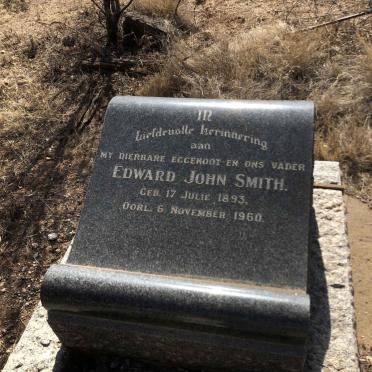 IN
Liefdevolle Herinnering
aan
MY DIERBARE EGGENOOT EN ONS VADER
EDWARD JOHN SMITH.
GEB. 17 JULIE 1893.
OORL. 6 NOVEMBER 1960.